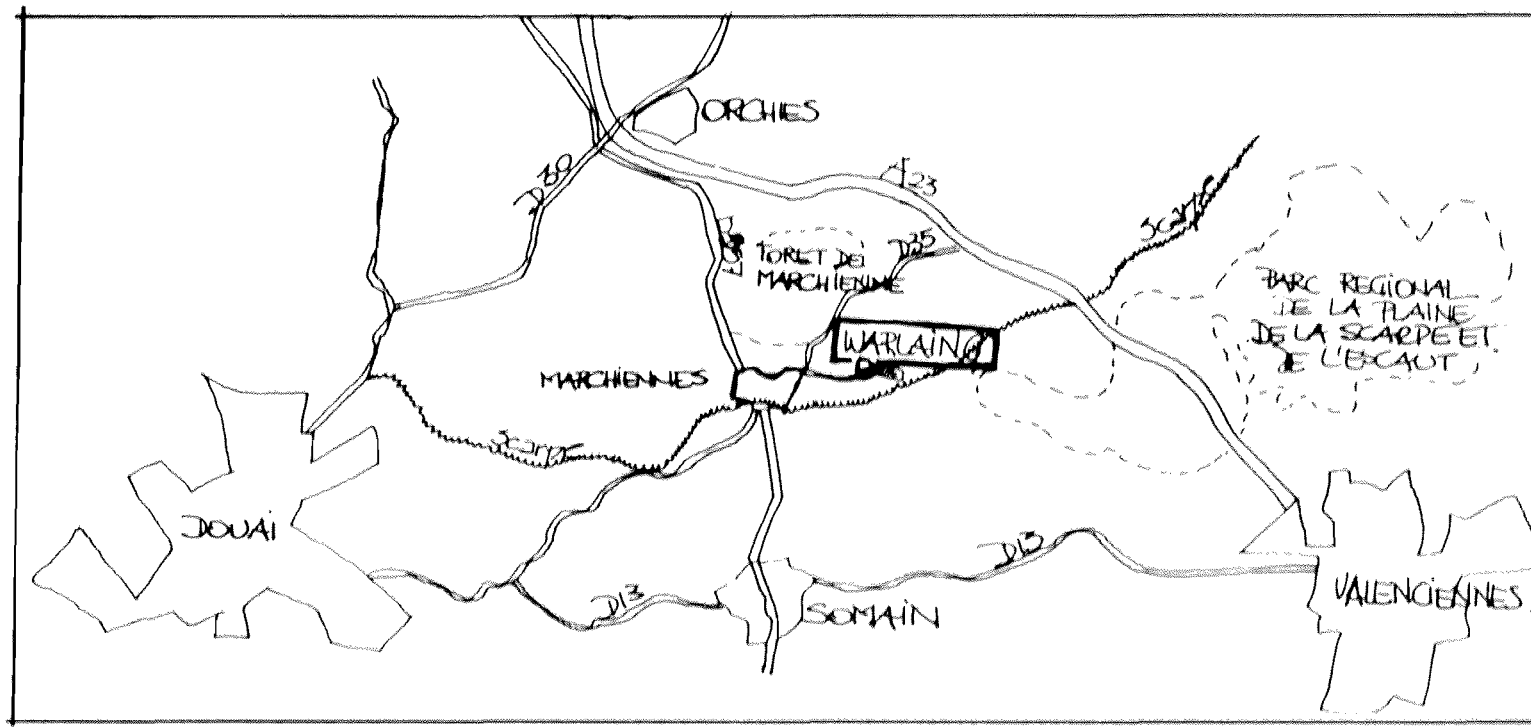 ORCHIES
D30
A23
Scarpe
D35
FORET DE
MARCHIENNE
PARC REGIONAL
DE LA PLAINE
DE LA SCARPE ET
DE L'ESCAUT
WARLAING
MARCHIENNES
Scarpe
DOUAI
D13
D13
SOMAIN
VALENCIENNES